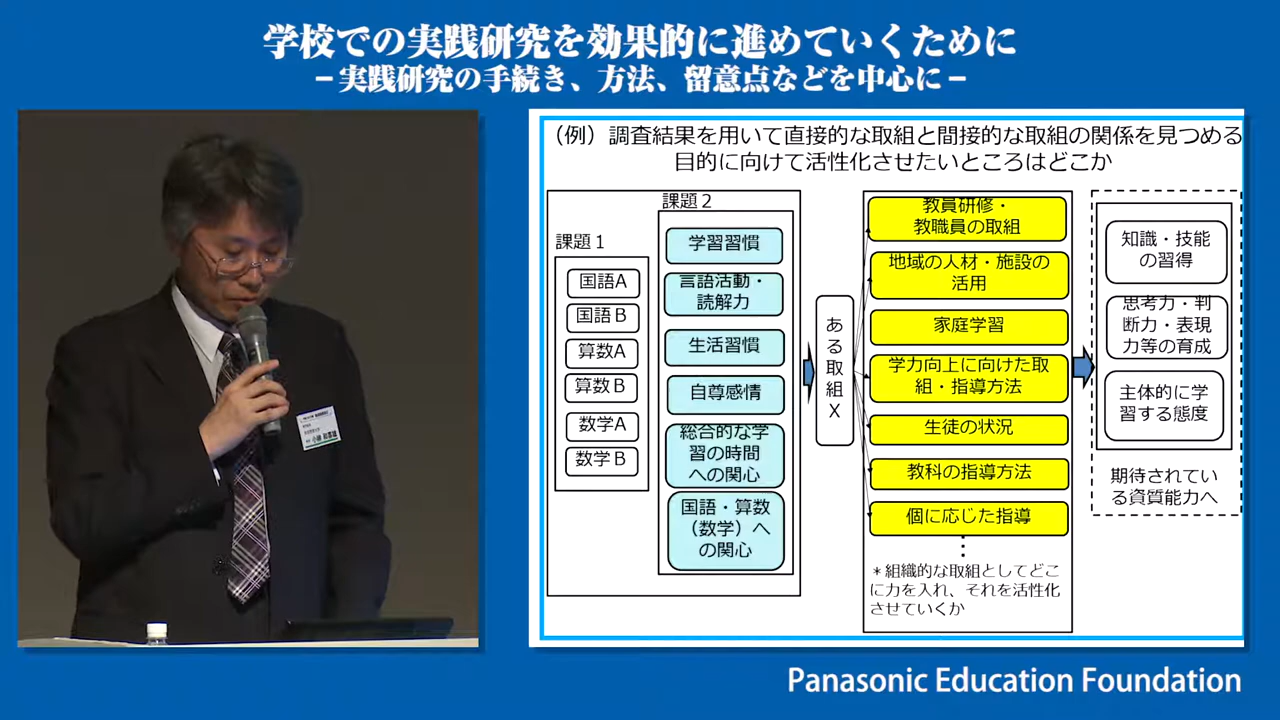 学校での実践研究を効果的に進めていくために
－実践研究の手続き、方法、留意点などを中心に－
（例）調査結果を用いて直接的な取組と間接的な取組の関係を見つめる
目的に向けて活性化させたいところはどこか
課題１
国語A
国語Ｂ
算数A
算数Ｂ
数学A
数学Ｂ
課題２
学習習慣
言語活動・
読解力
生活習慣
自尊感情
総合的な学
習の時間
への関心
国語・算数
（数学）へ
の関心
ある取組Ｘ
教員研修・
教職員の取組
地域の人材・施設の
活用
家庭学習
学力向上に向けた取
組・指導方法
生徒の状況
教科の指導方法
個に応じた指導
⋮
＊組織的な取組としてどこ
に力を入れ、それを活性化
させていくか
知識・技能
の習得
思考力・判
断力・表現
力等の育成
主体的に学
習する態度
期待されてい
る資質能力へ
Panasonic Education Foundation